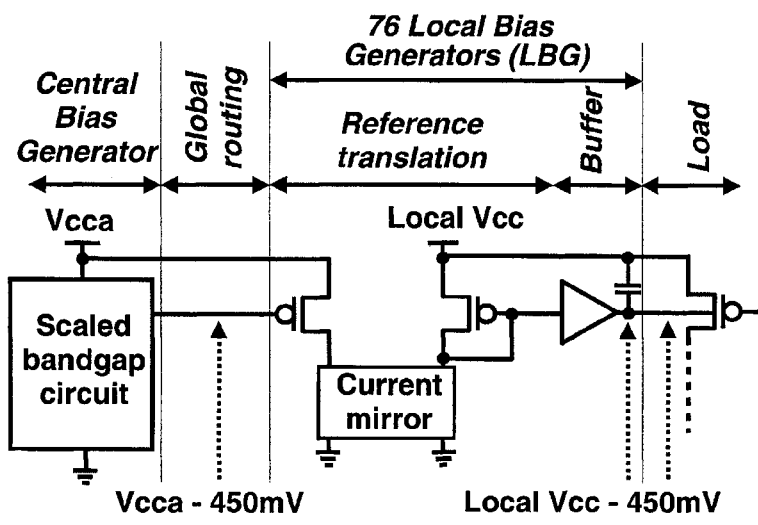 76 Local Bias
Generators (LBG)
Central
Bias
Generator
Global
routing
Reference
translation
Buffer
Load
Vcca
Local Vcc
Scaled
bandgap
circuit
Current
mirror
Vcca - 450mV
Local Vcc - 450mV